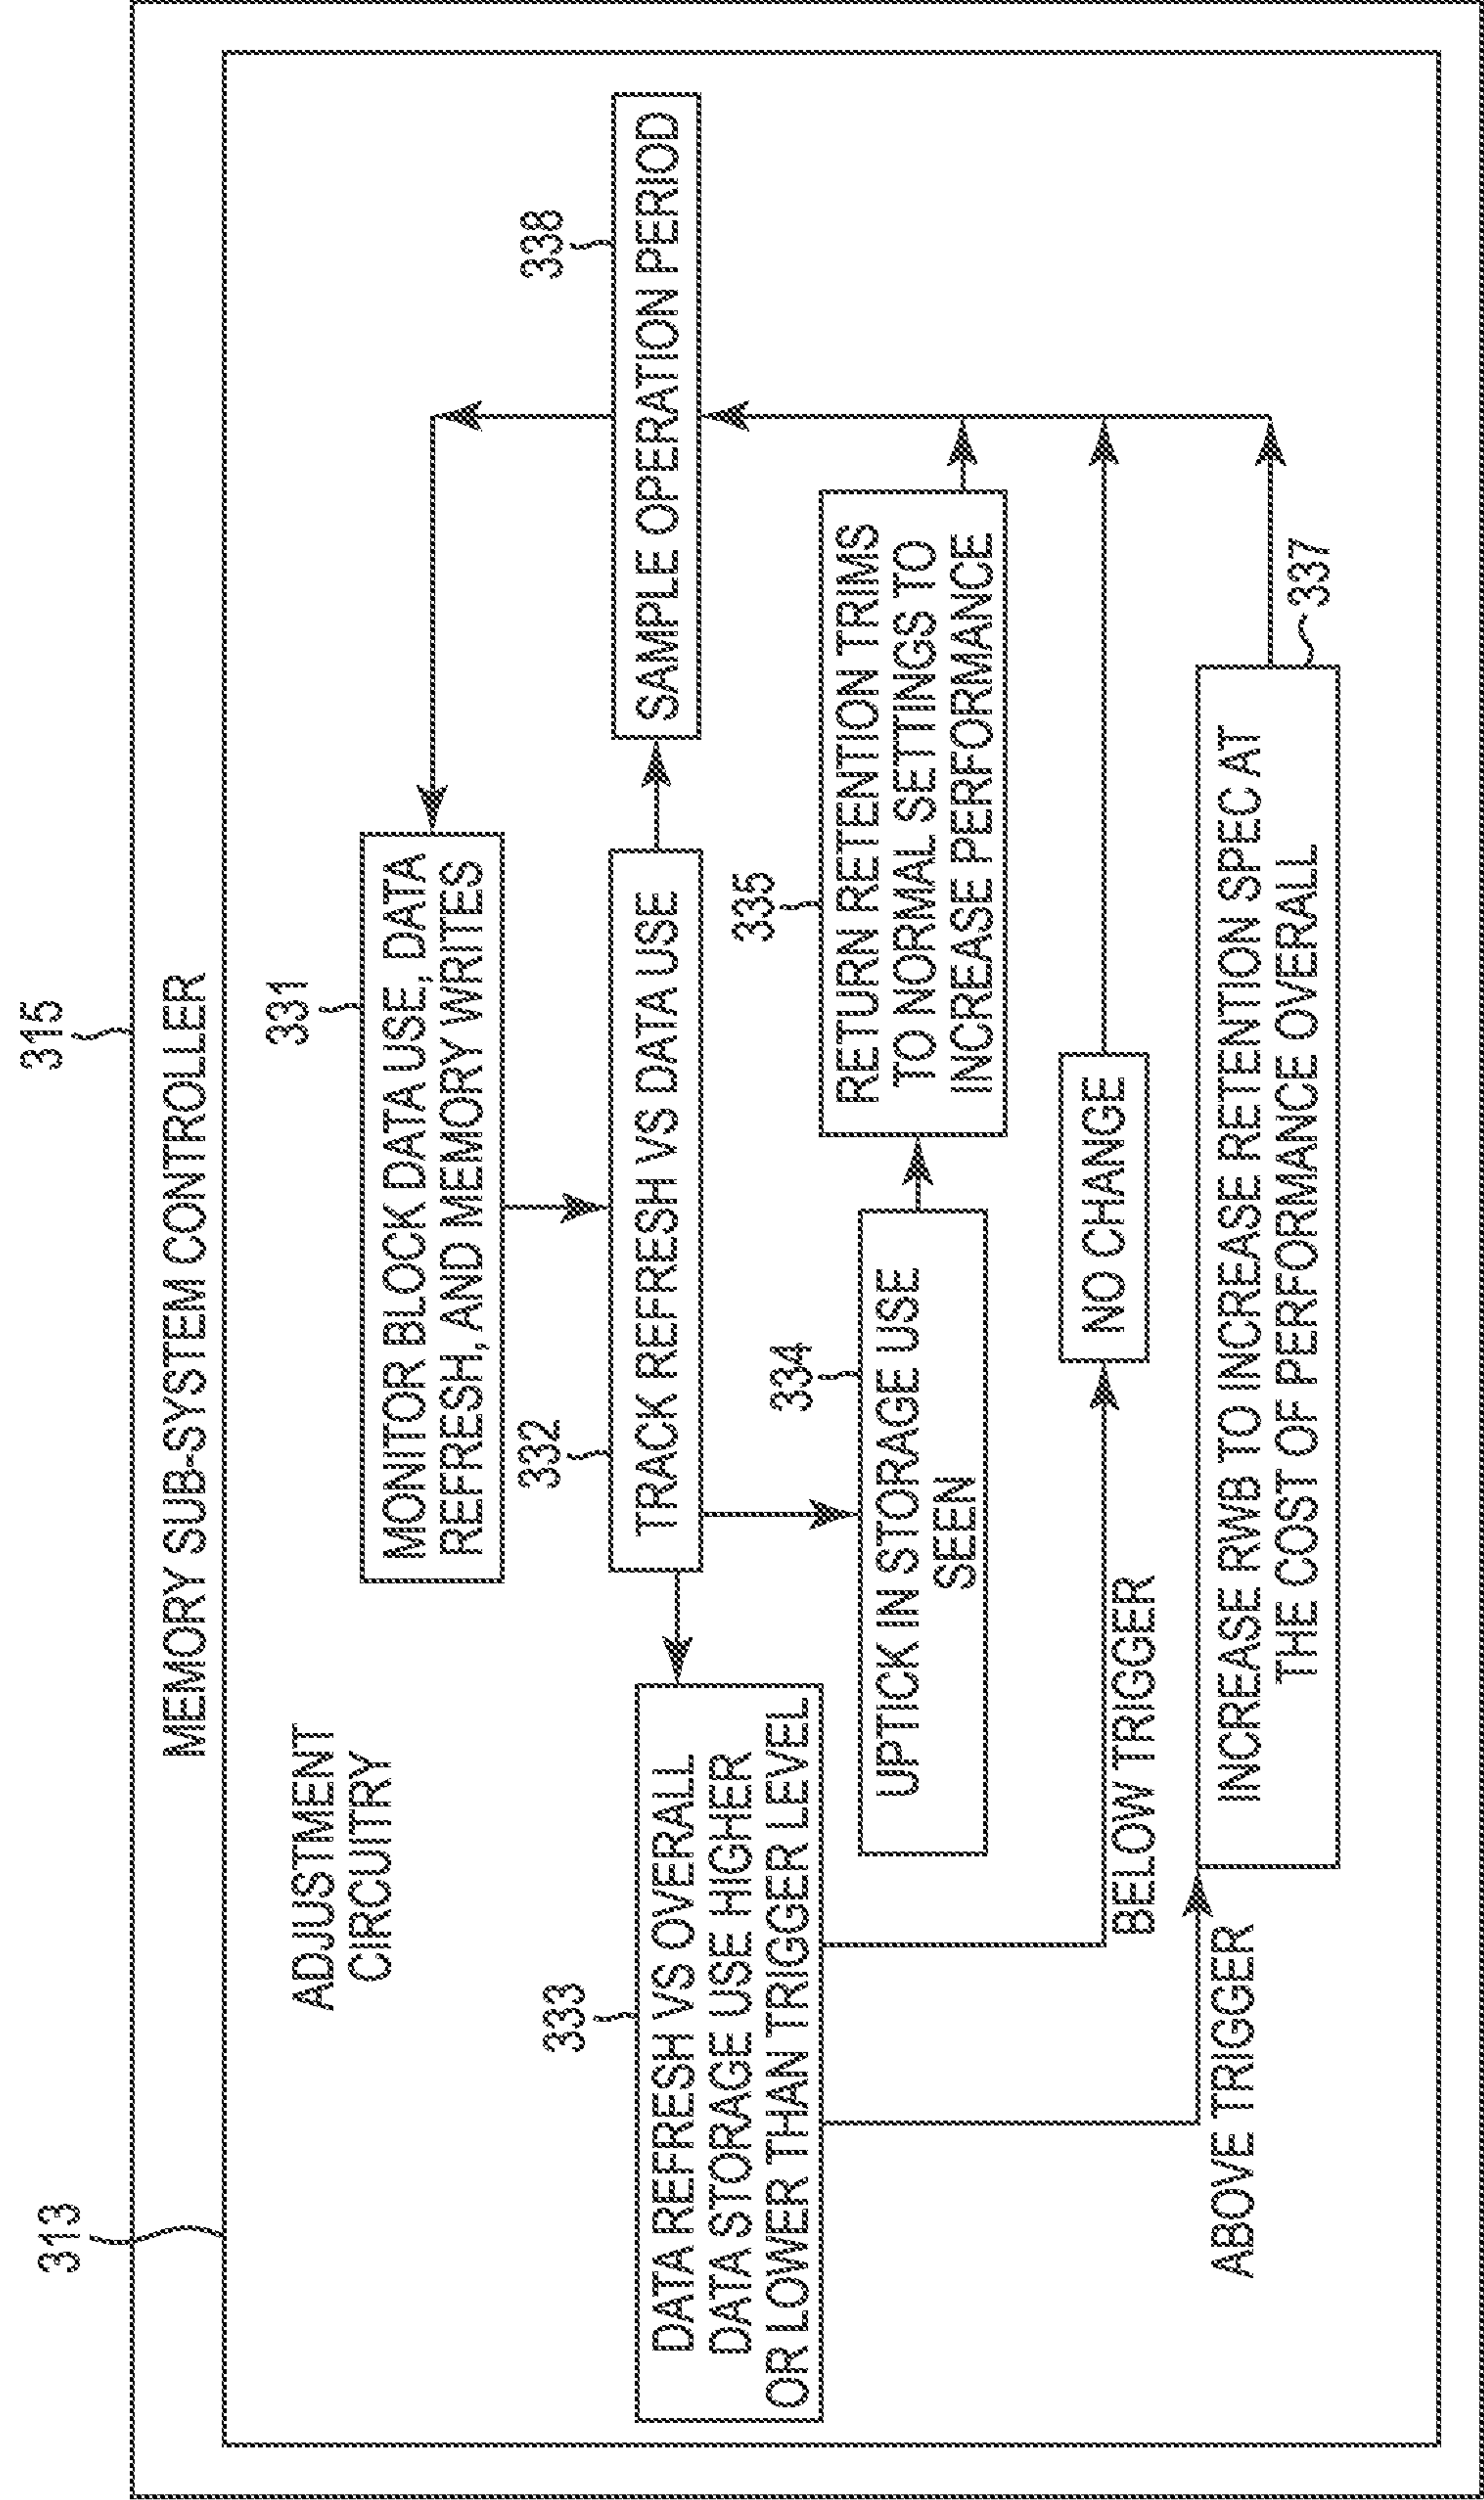 315
MEMORY SUB-SYSTEM CONTROLLER
313
ADJUSTMENT
CIRCUITRY
331
MONITOR BLOCK DATA USE, DATA
REFRESH, AND MEMORY WRITES
332
TRACK REFRESH VS DATA USE
338
SAMPLE OPERATION PERIOD
333
DATA REFRESH VS OVERALL
DATA STORAGE USE HIGHER
OR LOWER THAN TRIGGER LEVEL
334
UPTICK IN STORAGE USE
SEEN
335
RETURN RETENTION TRIMS
TO NORMAL SETTINGS TO
INCREASE PERFORMANCE
BELOW TRIGGER
NO CHANGE
ABOVE TRIGGER
INCREASE RWB TO INCREASE RETENTION SPEC AT
THE COST OF PERFORMANCE OVERALL
337